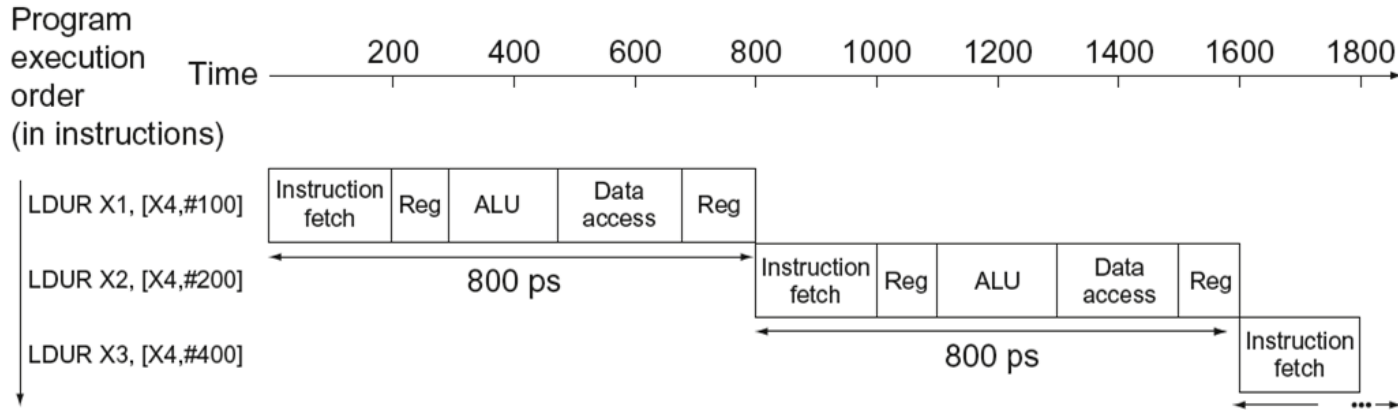 Program
execution
order
(in instructions)
Time
200 400 600 800 1000 1200 1400 1600 1800
LDUR X1, [X4,#100]
Instruction
fetch
Reg
ALU
Data
access
Reg
800 ps
LDUR X2, [X4,#200]
Instruction
fetch
Reg
ALU
Data
access
Reg
800 ps
LDUR X3, [X4,#400]
Instruction
fetch
...